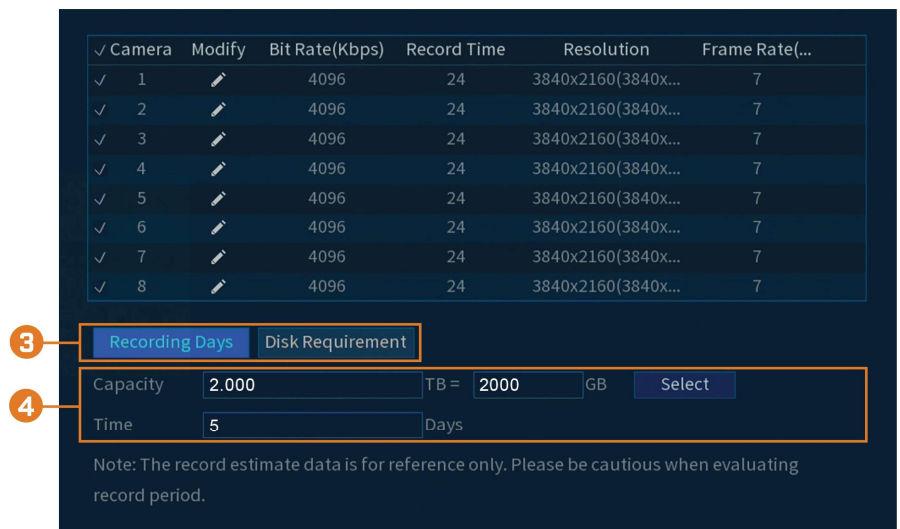 ✓ Camera Modify Bit Rate(Kbps) Record Time Resolution Frame Rate(...
✓ 1 4096 24 3840x2160(3840x... 7
✓ 2 4096 24 3840x2160(3840x... 7
✓ 3 4096 24 3840x2160(3840x... 7
✓ 4 4096 24 3840x2160(3840x... 7
✓ 5 4096 24 3840x2160(3840x... 7
✓ 6 4096 24 3840x2160(3840x... 7
✓ 7 4096 24 3840x2160(3840x... 7
✓ 8 4096 24 3840x2160(3840x... 7
3 Recording Days Disk Requirement
4 Capacity 2.000 TB = 2000 GB Select
Time 5 Days
Note: The record estimate data is for reference only. Please be cautious when evaluating
record period.